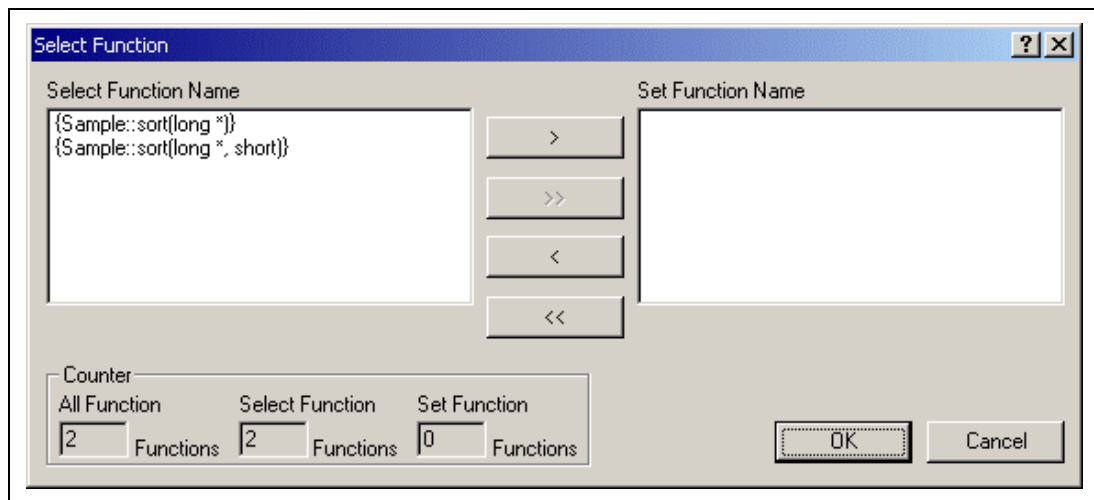 Select Function
Select Function Name
Set Function Name
{Sample::sort(long *)}
{Sample::sort(long *, short)}
>
>>
<
<<
Counter
All Function
Select Function
Set Function
2 Functions
2 Functions
0 Functions
OK
Cancel